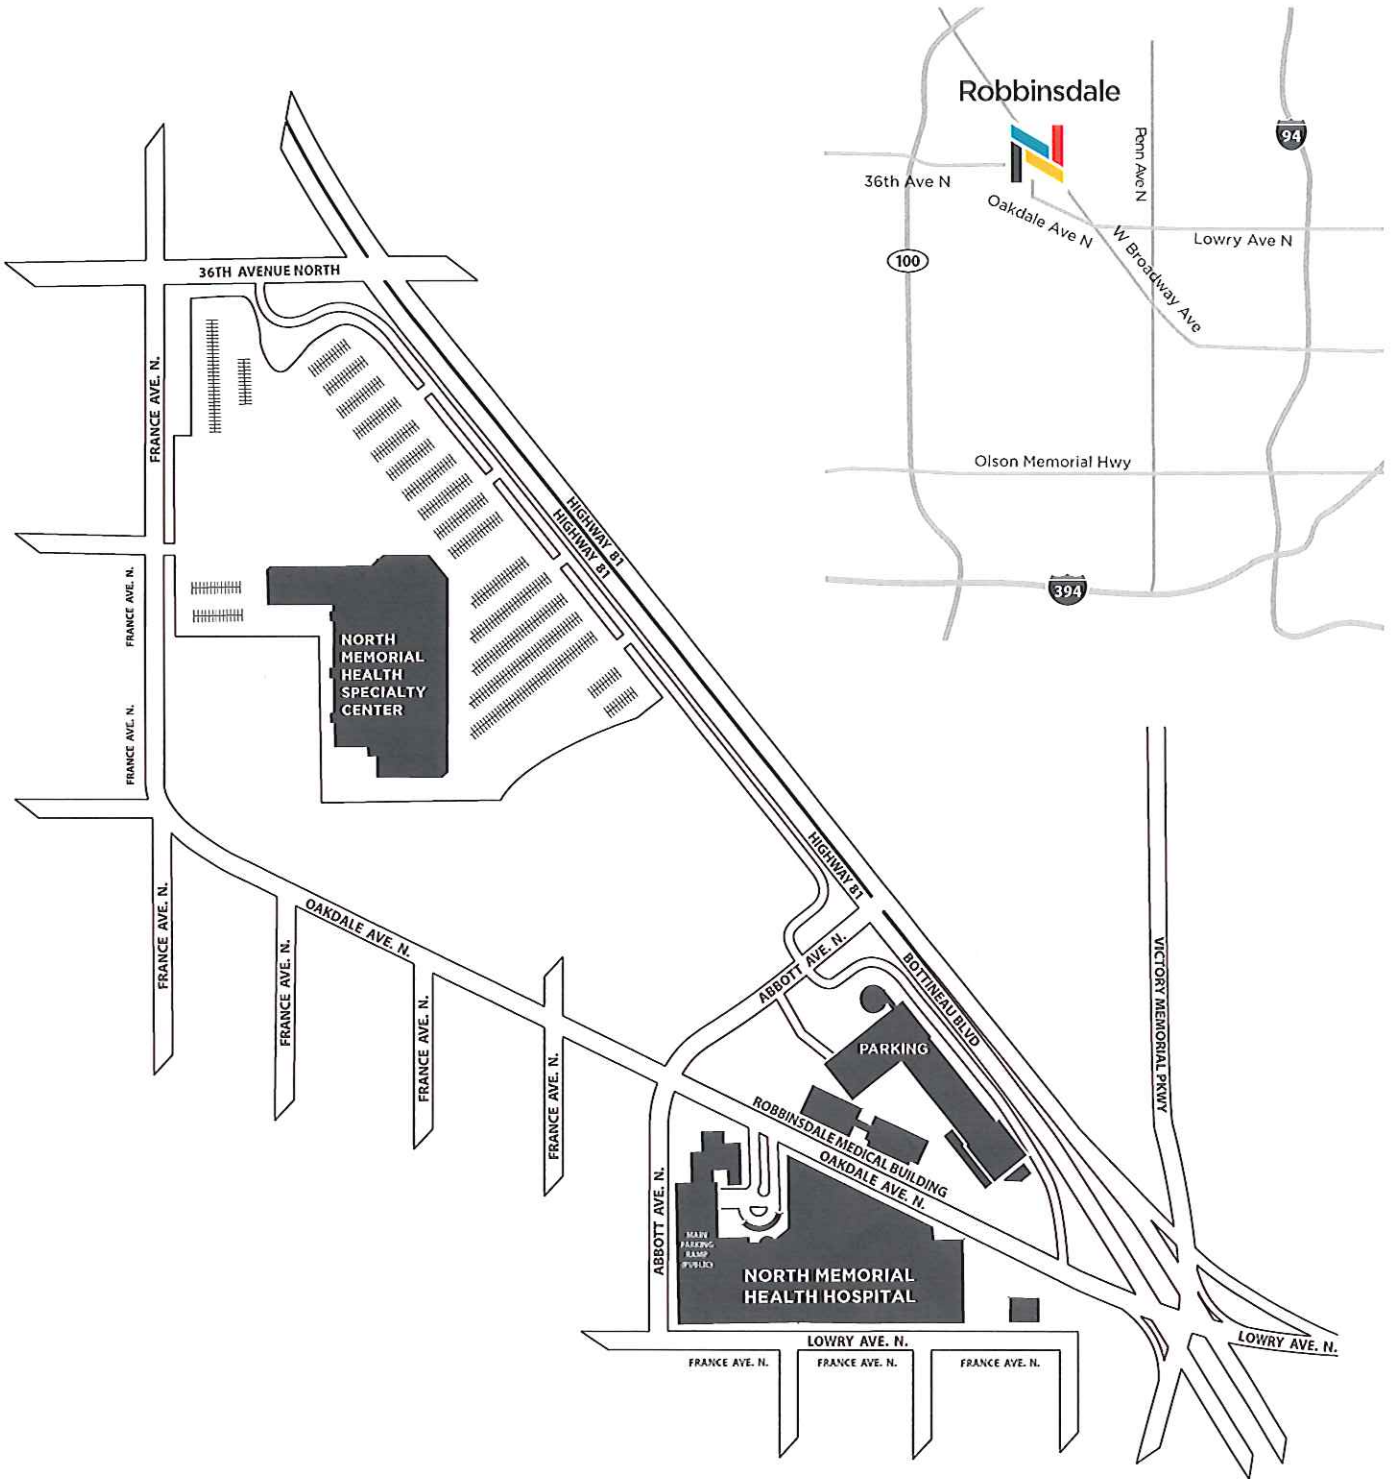 Robbinsdale
94
Penn Ave N
36th Ave N
Oakdale Ave N
W Broadway Ave
Lowry Ave N
100
Olson Memorial Hwy
394
36TH AVENUE NORTH
FRANCE AVE. N.
HIGHWAY 81
HIGHWAY 81
FRANCE AVE. N.
NORTH
MEMORIAL
HEALTH
SPECIALTY
CENTER
FRANCE AVE. N.
HIGHWAY 81
FRANCE AVE. N.
OAKDALE AVE. N.
FRANCE AVE. N.
FRANCE AVE. N.
FRANCE AVE. N.
ABBOTT AVE. N.
BOTTINEAU BLVD
VICTORY MEMORIAL PKWY
PARKING
ROBBINSDALE MEDICAL BUILDING
OAKDALE AVE. N.
ABBOTT AVE. N.
MAIN
PARKING
RAMP
(PUBLIC)
NORTH MEMORIAL
HEALTH HOSPITAL
LOWRY AVE. N.
LOWRY AVE. N.
FRANCE AVE. N.
FRANCE AVE. N.
FRANCE AVE. N.